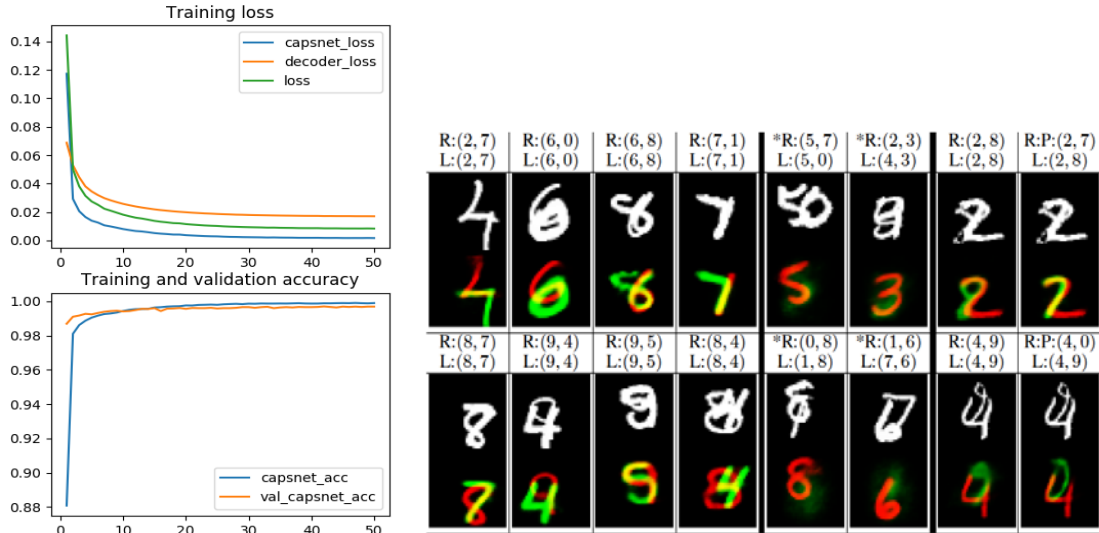 Training loss
0.14
0.12
0.10
0.08
0.06
0.04
0.02
0.00
capsnet_loss
decoder_loss
loss
0 10 20 30 40 50
Training and validation accuracy
1.00
0.98
0.96
0.94
0.92
0.90
0.88
capsnet_acc
val_capsnet_acc
0 10 20 30 40 50
R:(2,7) R:(6,0) R:(6,8) R:(7,1) *R:(5,7) *R:(2,3) R:(2,8) R:P:(2,7)
L:(2,7) L:(6,0) L:(6,8) L:(7,1) L:(5,0) L:(4,3) L:(2,8) L:(2,8)
R:(8,7) R:(9,4) R:(9,5) R:(8,4) *R:(0,8) *R:(1,6) R:(4,9) R:P:(4,0)
L:(8,7) L:(9,4) L:(9,5) L:(8,4) L:(1,8) L:(7,6) L:(4,9) L:(4,9)